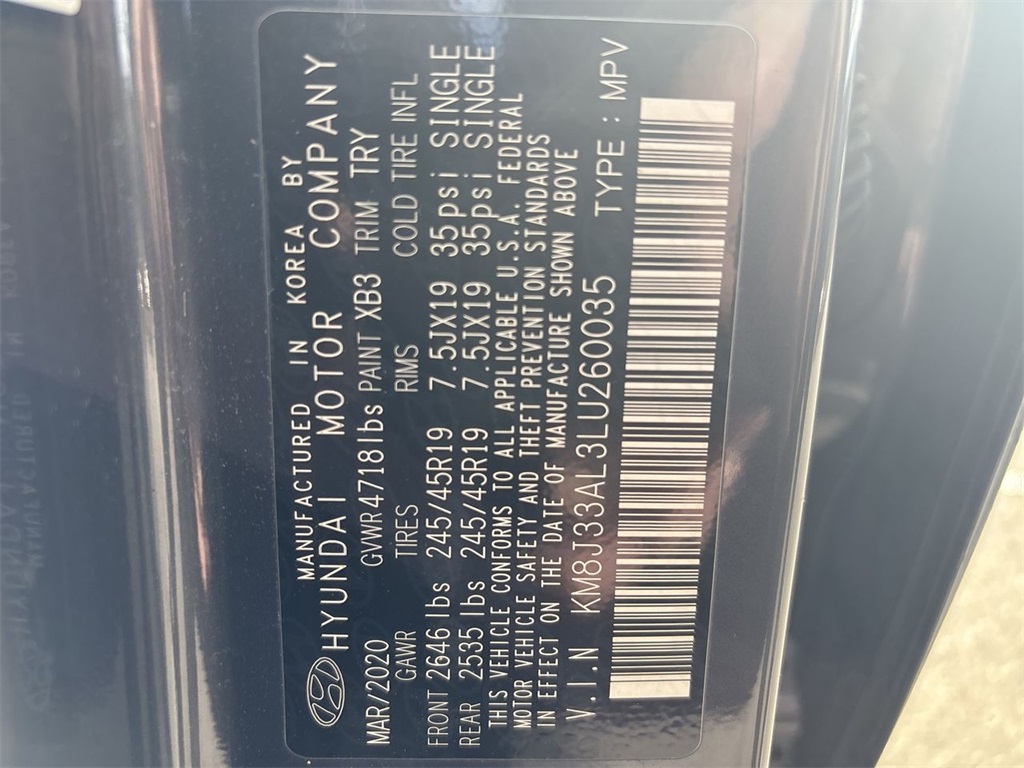 MANUFACTURED IN KOREA BY
HYUNDAI MOTOR COMPANY
MAR/2020 GVWR4718lbs PAINT XB3 TRIM TRY
GAWR TIRES RIMS COLD TIRE INFL
FRONT 2646 lbs 245/45R19 7.5JX19 35psi SINGLE
REAR 2535 lbs 245/45R19 7.5JX19 35psi SINGLE
THIS VEHICLE CONFORMS TO ALL APPLICABLE U.S.A. FEDERAL
MOTOR VEHICLE SAFETY AND THEFT PREVENTION STANDARDS
IN EFFECT ON THE DATE OF MANUFACTURE SHOWN ABOVE
V.I.N KM8J33AL3LU260035 TYPE : MPV